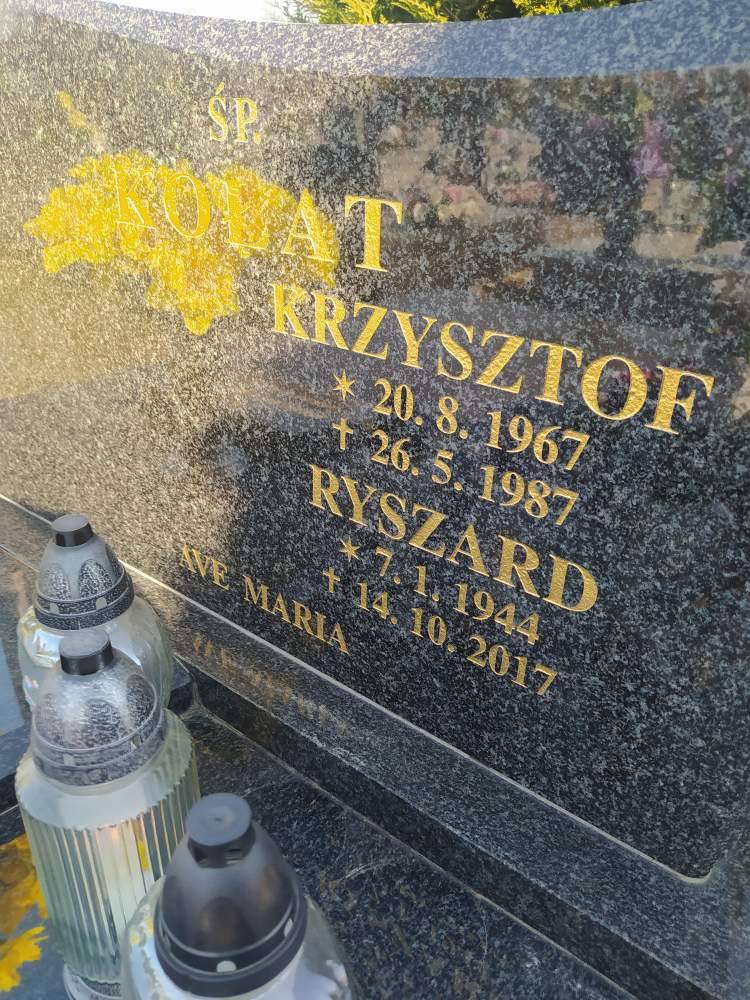 ŚP.
KOŁAT
KRZYSZTOF
* 20. 8. 1967
† 26. 5. 1987
RYSZARD
* 7. 1. 1944
† 14. 10. 2017
AVE MARIA